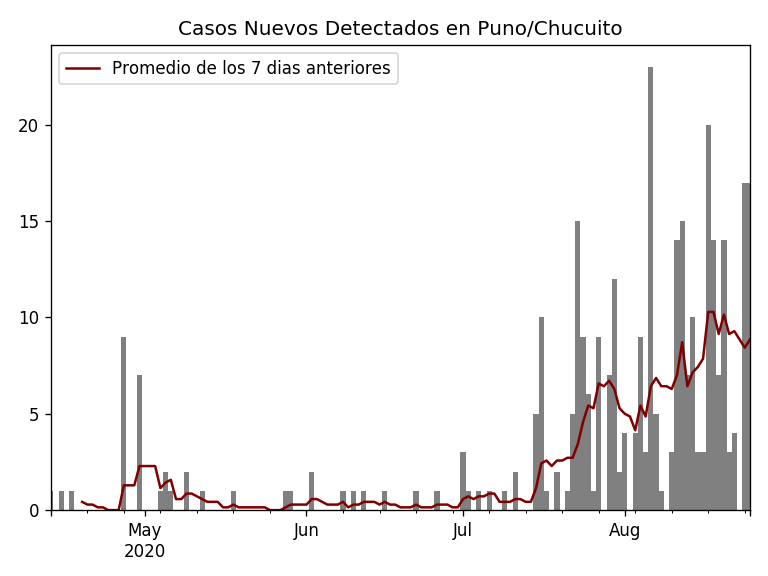 Casos Nuevos Detectados en Puno/Chucuito
Promedio de los 7 dias anteriores
20
15
10
5
0
May Jun Jul Aug
2020